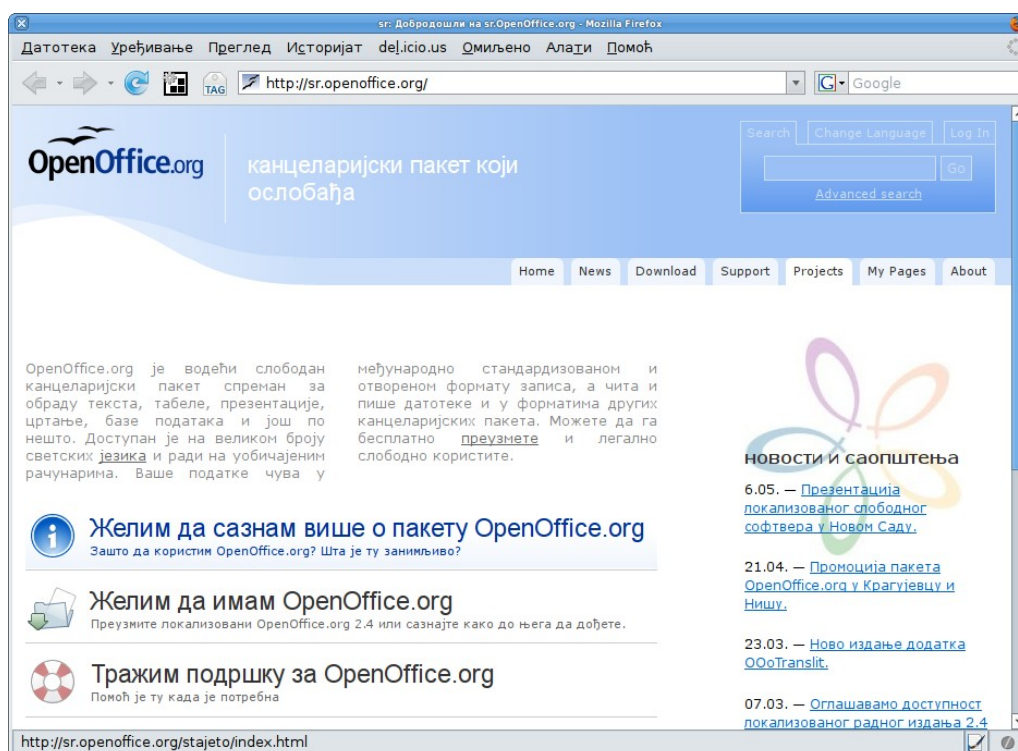 sr: Добродошли на sr.OpenOffice.org - Mozilla Firefox
Датотека Уређивање Преглед Историјат del.icio.us Омиљено Алати Помоћ
TAG http://sr.openoffice.org/ G Google
OpenOffice.org
канцеларијски пакет који
ослобађа
Search Change Language Log In
Go
Advanced search
Home News Download Support Projects My Pages About
OpenOffice.org је водећи слободан
канцеларијски пакет спреман за
обраду текста, табеле, презентације,
цртање, базе података и још по
нешто. Доступан је на великом броју
светских језика и ради на уобичајеним
рачунарима. Ваше податке чува у
међународно стандардизованом и
отвореном формату записа, а чита и
пише датотеке и у форматима других
канцеларијских пакета. Можете да га
бесплатно преузмете и легално
слободно користите.
Желим да сазнам више о пакету OpenOffice.org
Зашто да користим OpenOffice.org? Шта је ту занимљиво?
Желим да имам OpenOffice.org
Преузмите локализовани OpenOffice.org 2.4 или сазнајте како до њега да дођете.
Тражим подршку за OpenOffice.org
Помоћ је ту када је потребна
новости и саопштења
6.05. — Презентација
локализованог слободног
софтвера у Новом Саду.
21.04. — Промоција пакета
OpenOffice.org у Крагујевцу и
Нишу.
23.03. — Ново издање додатка
OOoTranslit.
07.03. — Оглашавамо доступност
локализованог радног издања 2.4
http://sr.openoffice.org/stajeto/index.html